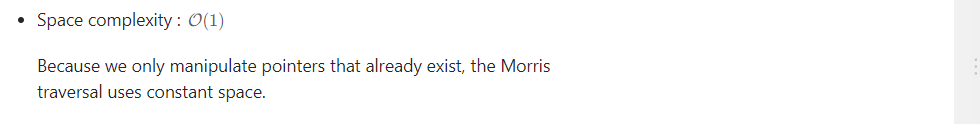 • Space complexity : O(1)
Because we only manipulate pointers that already exist, the Morris
traversal uses constant space.